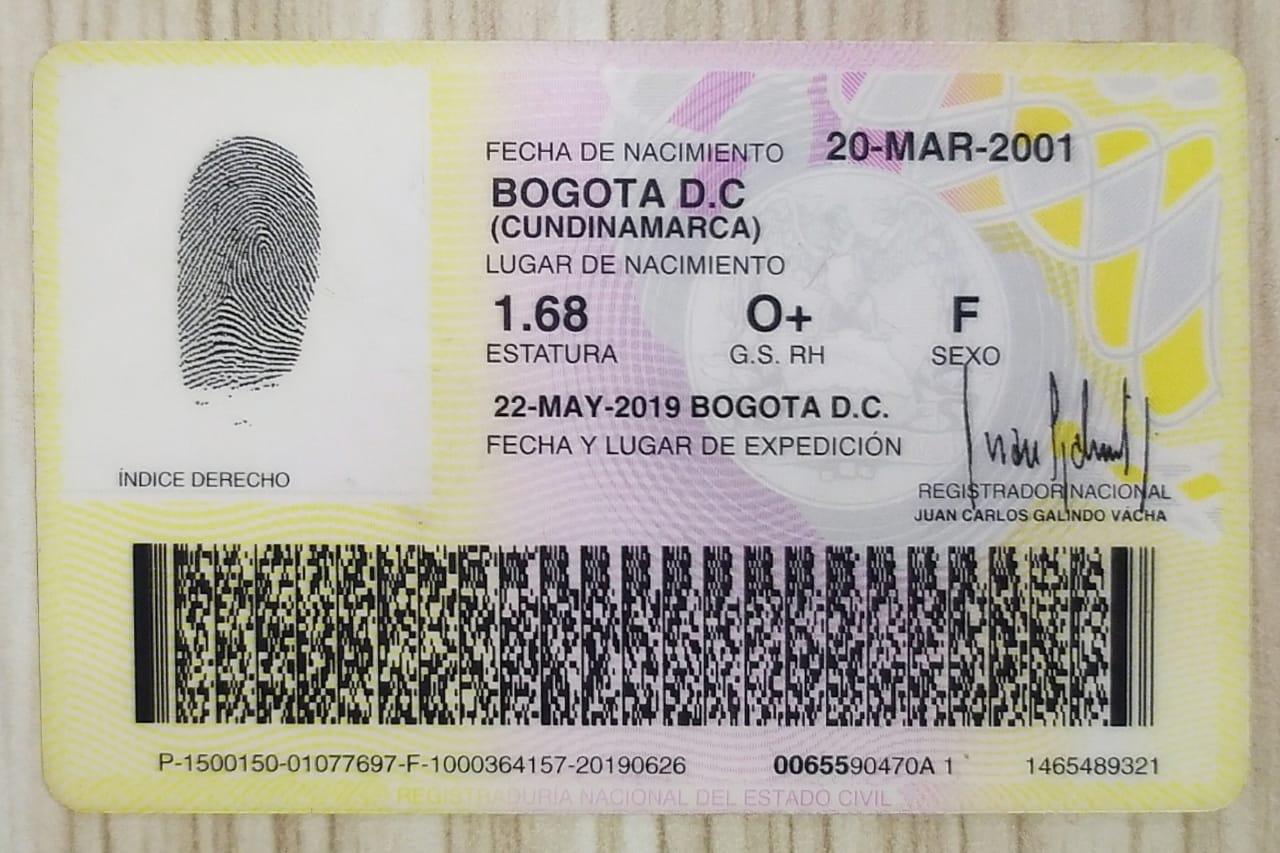 FECHA DE NACIMIENTO 20-MAR-2001
BOGOTA D.C
(CUNDINAMARCA)
LUGAR DE NACIMIENTO
1.68 O+ F
ESTATURA G.S. RH SEXO
22-MAY-2019 BOGOTA D.C.
FECHA Y LUGAR DE EXPEDICIÓN
ÍNDICE DERECHO
REGISTRADOR NACIONAL
JUAN CARLOS GALINDO VÁCHA
P-1500150-01077697-F-1000364157-20190626 0065590470A 1 1465489321
REGISTRADURÍA NACIONAL DEL ESTADO CIVIL